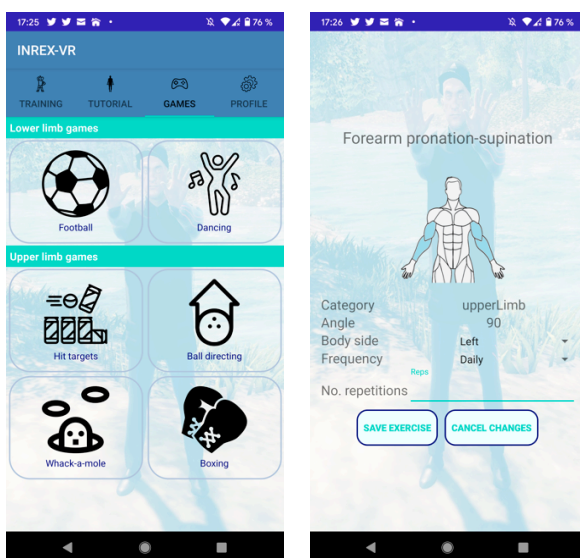 17:25 76 %
INREX-VR
TRAINING TUTORIAL GAMES PROFILE
Lower limb games
Football Dancing
Upper limb games
Hit targets Ball directing
Whack-a-mole Boxing
17:26 76 %
Forearm pronation-supination
Category upperLimb
Angle 90
Body side Left
Frequency Daily
Reps
No. repetitions
SAVE EXERCISE CANCEL CHANGES